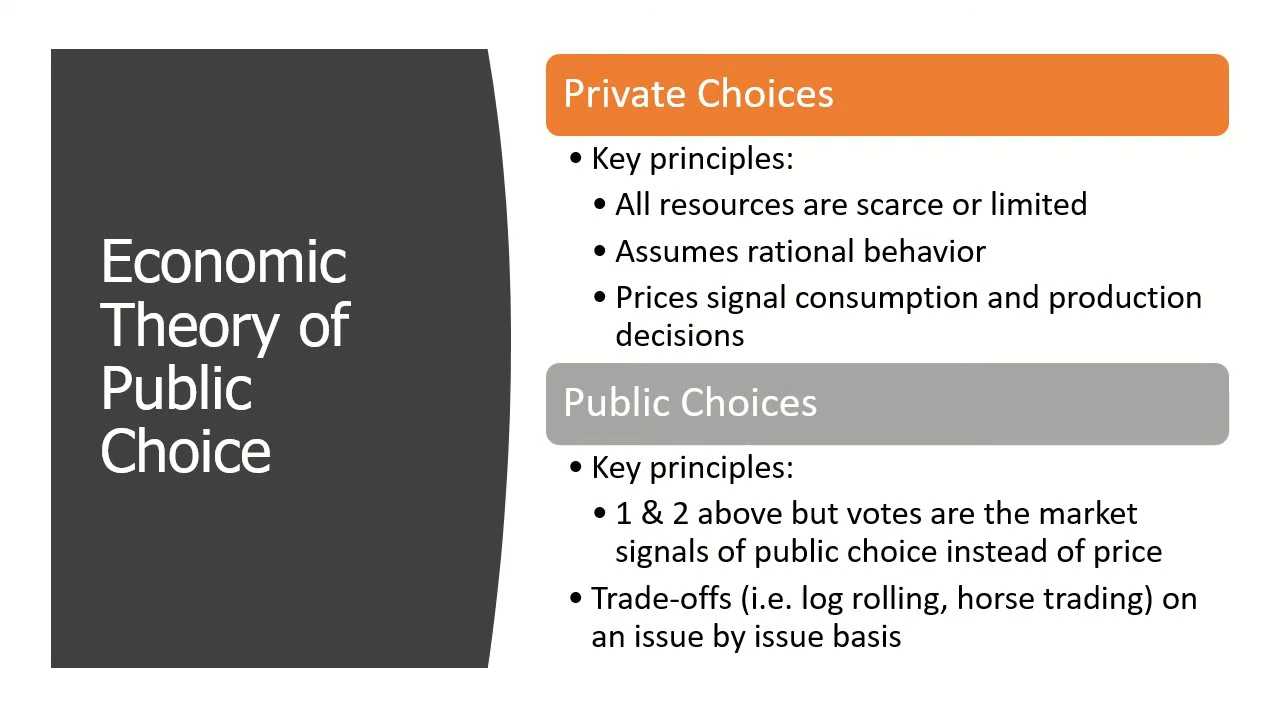 Economic
Theory of
Public
Choice
Private Choices
• Key principles:
• All resources are scarce or limited
• Assumes rational behavior
• Prices signal consumption and production
decisions
Public Choices
• Key principles:
• 1 & 2 above but votes are the market
signals of public choice instead of price
• Trade-offs (i.e. log rolling, horse trading) on
an issue by issue basis